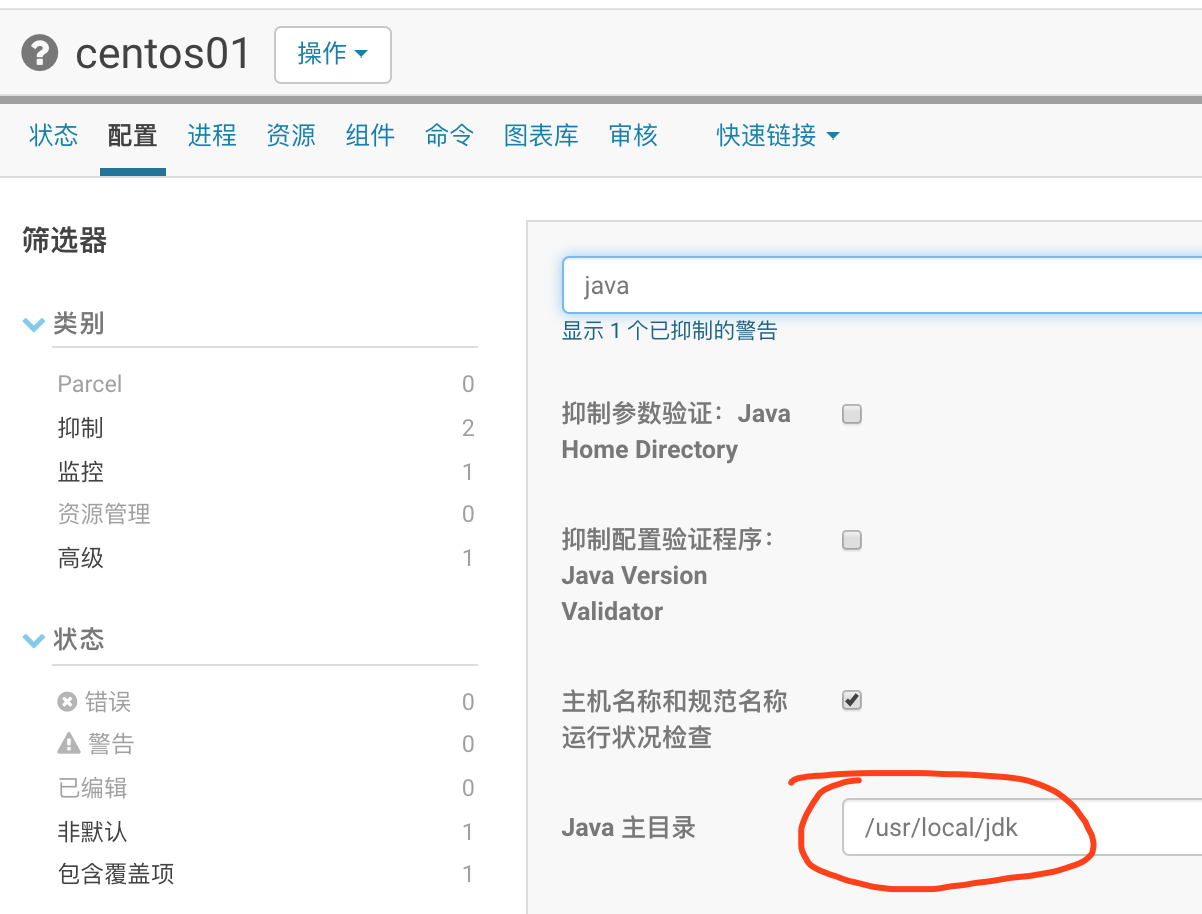 centos01 操作
状态 配置 进程 资源 组件 命令 图表库 审核 快速链接
筛选器
类别
Parcel 0
抑制 2
监控 1
资源管理 0
高级 1
状态
错误 0
警告 0
已编辑 0
非默认 1
包含覆盖项 1
java
显示 1 个已抑制的警告
抑制参数验证：Java
Home Directory
抑制配置验证程序：
Java Version
Validator
主机名称和规范名称
运行状况检查
Java 主目录
/usr/local/jdk